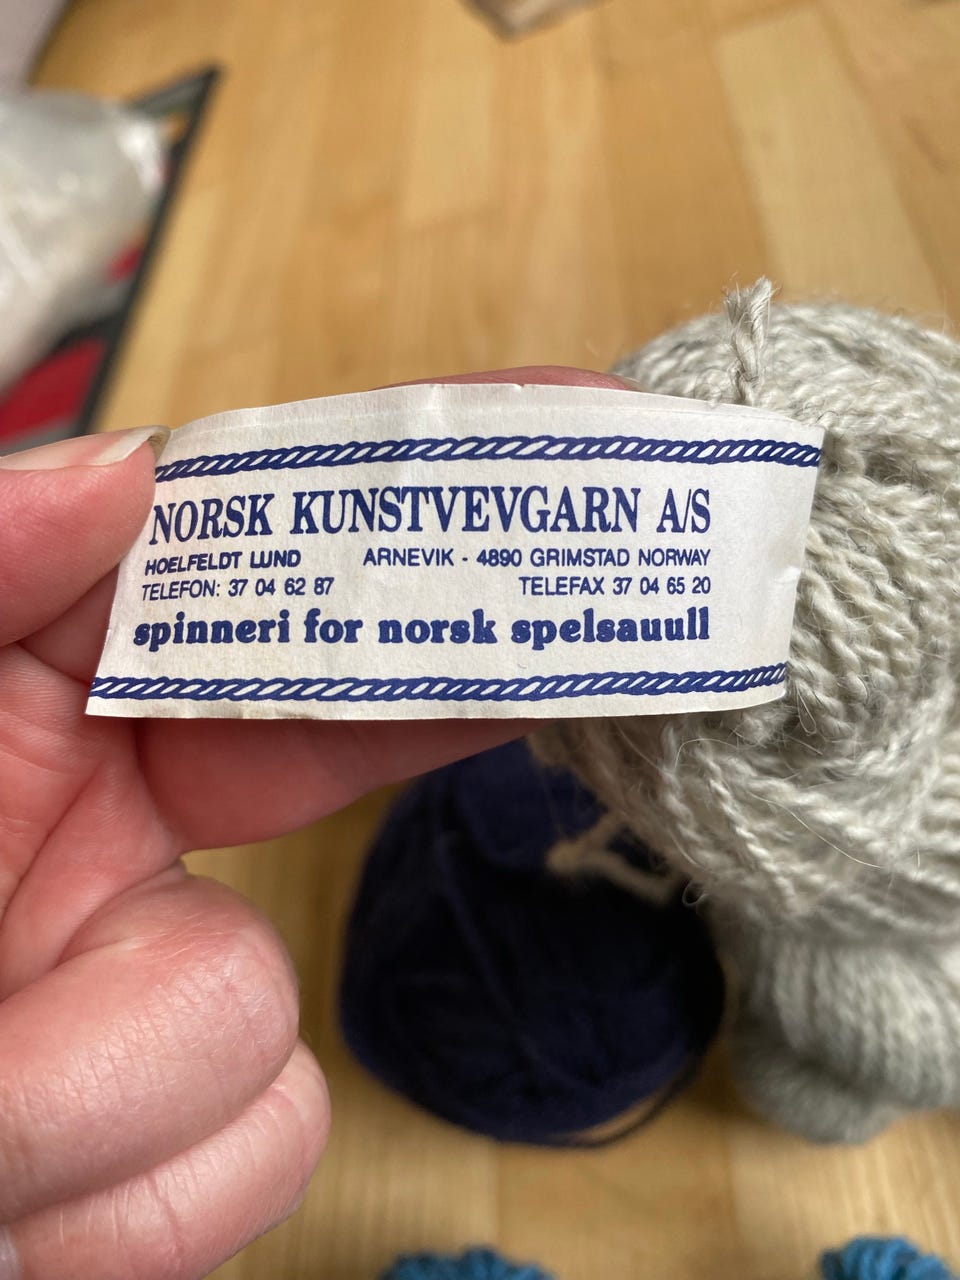 NORSK KUNSTVEVGARN A/S
HOELFELDT LUND ARNEVIK - 4890 GRIMSTAD NORWAY
TELEFON: 37 04 62 87 TELEFAX 37 04 65 20
spinneri for norsk spelsauull